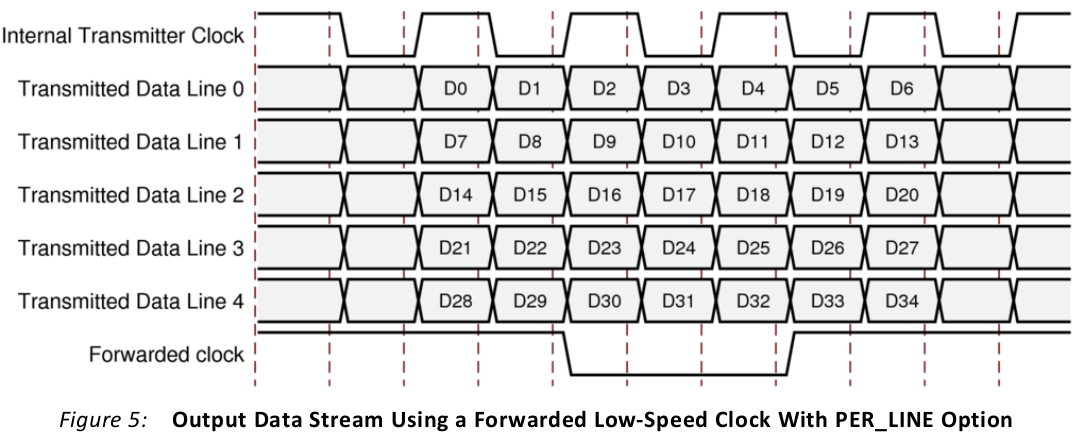 Internal Transmitter Clock
Transmitted Data Line 0 D0 D1 D2 D3 D4 D5 D6
Transmitted Data Line 1 D7 D8 D9 D10 D11 D12 D13
Transmitted Data Line 2 D14 D15 D16 D17 D18 D19 D20
Transmitted Data Line 3 D21 D22 D23 D24 D25 D26 D27
Transmitted Data Line 4 D28 D29 D30 D31 D32 D33 D34
Forwarded clock
Figure 5: Output Data Stream Using a Forwarded Low-Speed Clock With PER_LINE Option